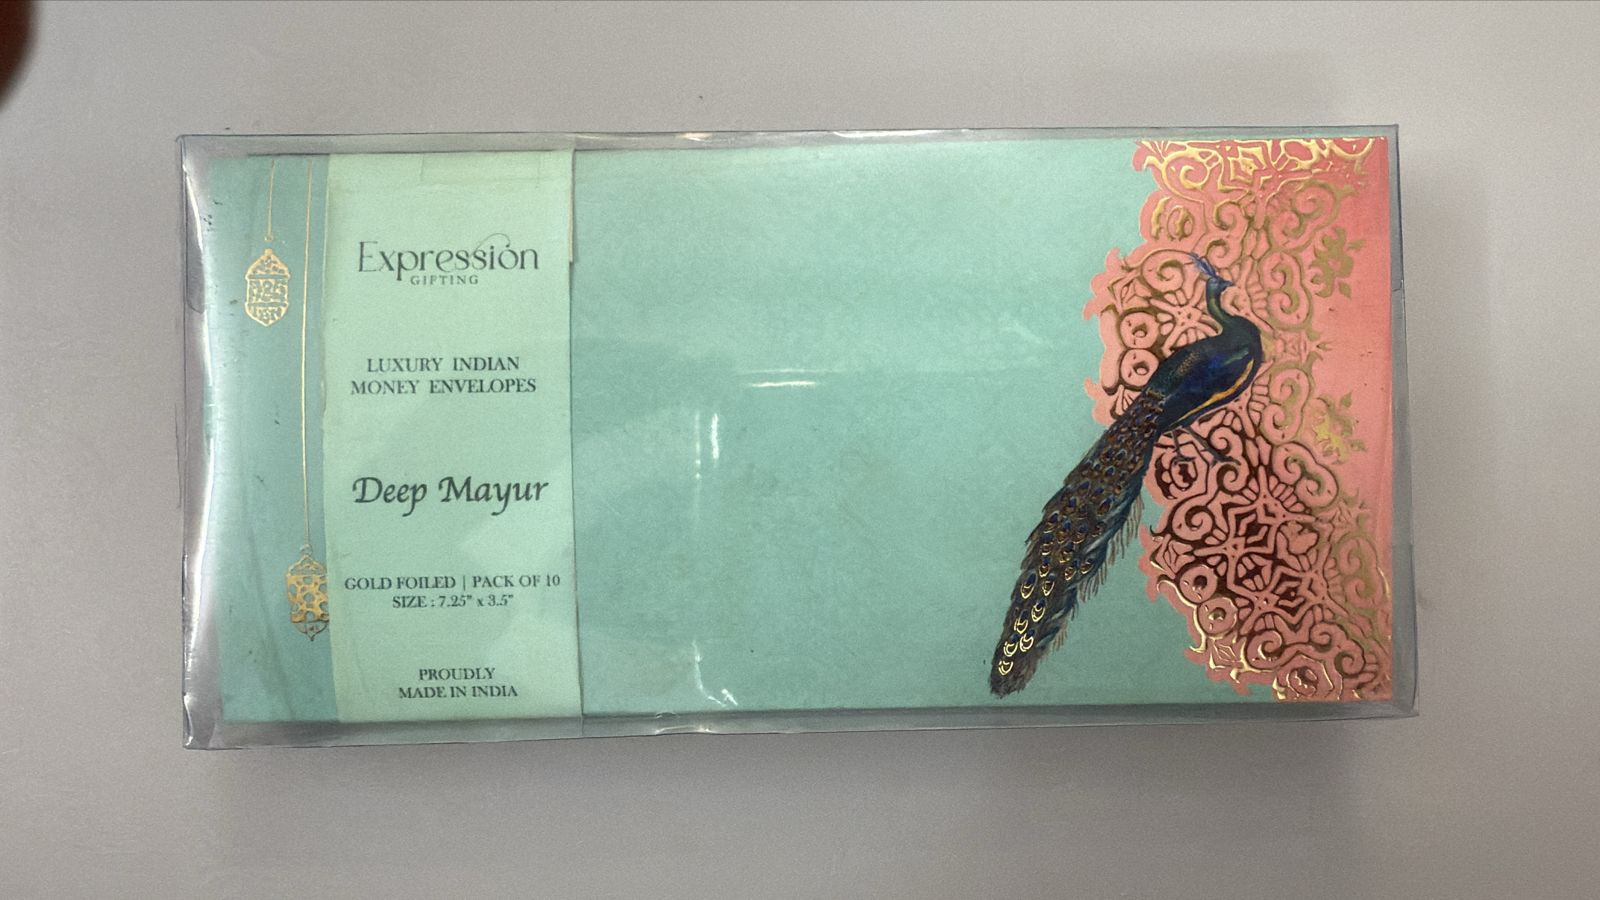 Expression
GIFTING
LUXURY INDIAN
MONEY ENVELOPES
Deep Mayur
GOLD FOILED | PACK OF 10
SIZE : 7.25" x 3.5"
PROUDLY
MADE IN INDIA